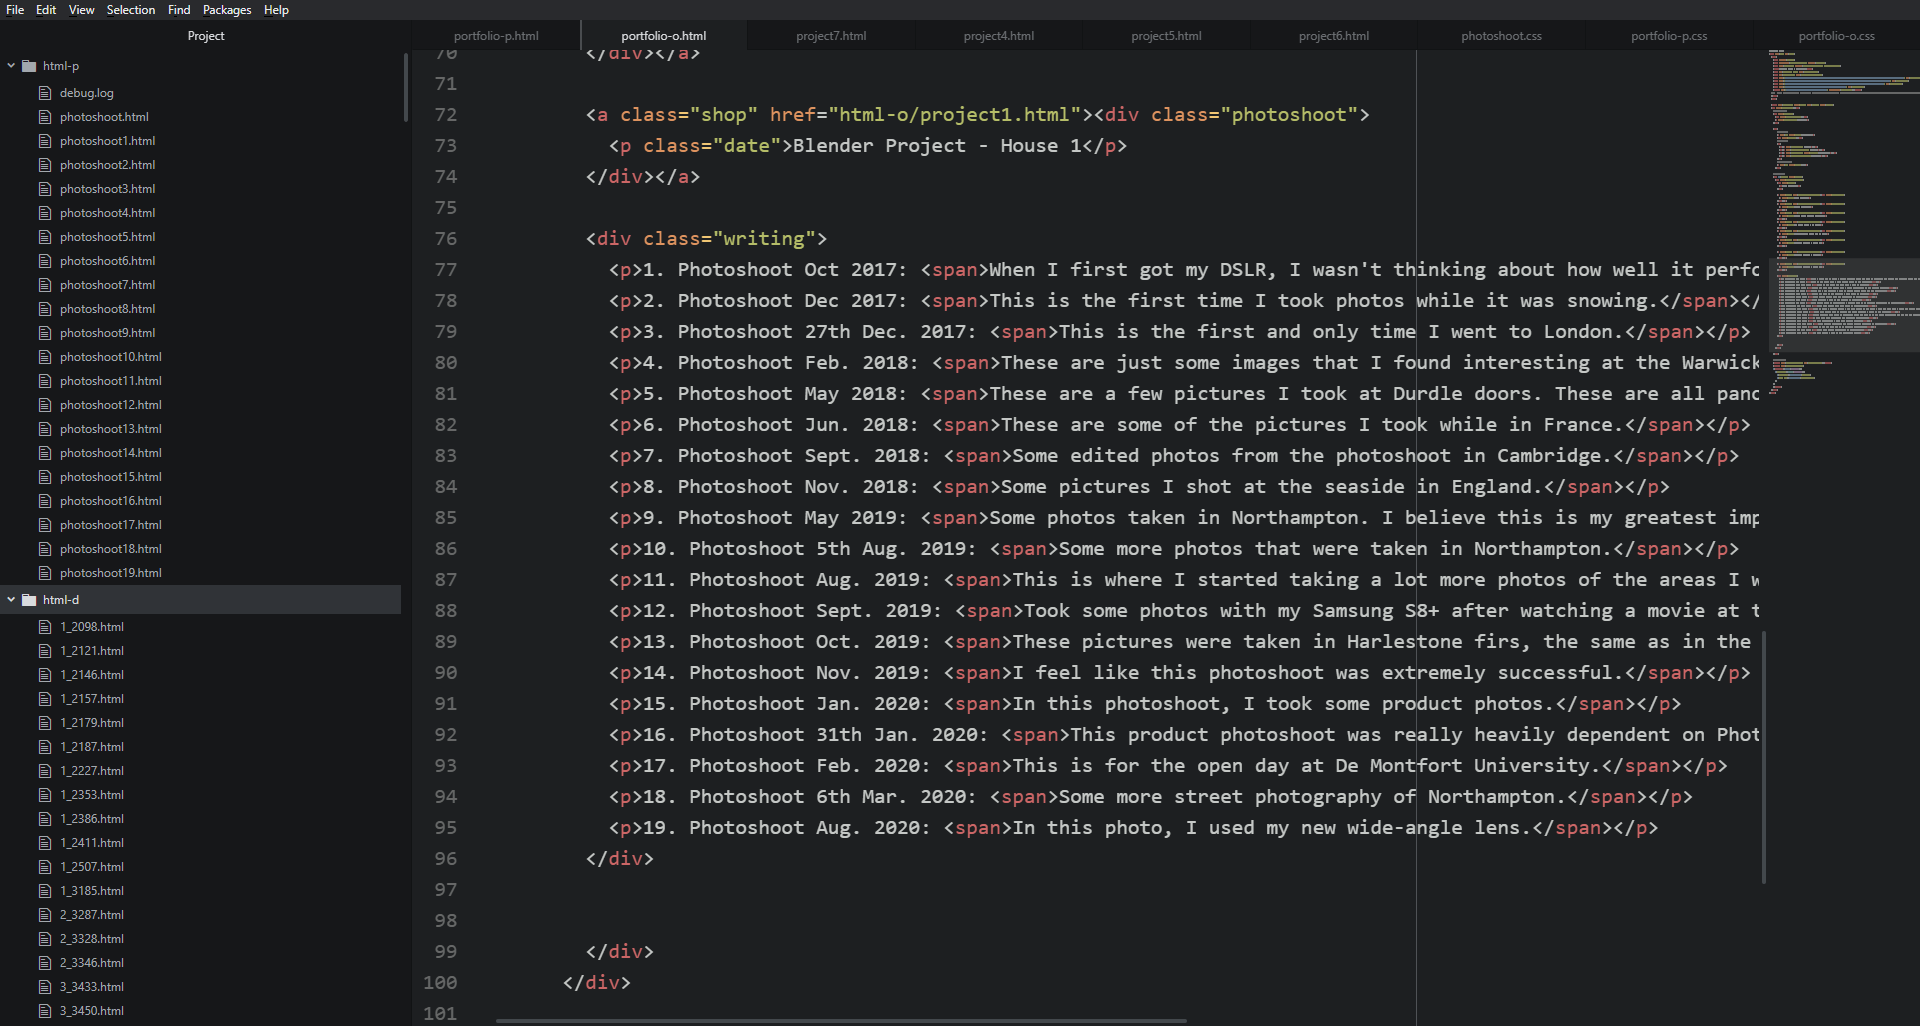 File Edit View Selection Find Packages Help
Project
portfolio-p.html portfolio-o.html project7.html project4.html project5.html project6.html photoshoot.css portfolio-p.css portfolio-o.css
html-p
debug.log
photoshoot.html
photoshoot1.html
photoshoot2.html
photoshoot3.html
photoshoot4.html
photoshoot5.html
photoshoot6.html
photoshoot7.html
photoshoot8.html
photoshoot9.html
photoshoot10.html
photoshoot11.html
photoshoot12.html
photoshoot13.html
photoshoot14.html
photoshoot15.html
photoshoot16.html
photoshoot17.html
photoshoot18.html
photoshoot19.html
html-d
1_2098.html
1_2121.html
1_2146.html
1_2157.html
1_2179.html
1_2187.html
1_2227.html
1_2353.html
1_2386.html
1_2411.html
1_2507.html
1_3185.html
2_3287.html
2_3328.html
2_3346.html
3_3433.html
3_3450.html
70 </div></a>
71
72 <a class="shop" href="html-o/project1.html"><div class="photoshoot">
73 <p class="date">Blender Project - House 1</p>
74 </div></a>
75
76 <div class="writing">
77 <p>1. Photoshoot Oct 2017: <span>When I first got my DSLR, I wasn't thinking about how well it perfo
78 <p>2. Photoshoot Dec 2017: <span>This is the first time I took photos while it was snowing.</span></
79 <p>3. Photoshoot 27th Dec. 2017: <span>This is the first and only time I went to London.</span></p>
80 <p>4. Photoshoot Feb. 2018: <span>These are just some images that I found interesting at the Warwick
81 <p>5. Photoshoot May 2018: <span>These are a few pictures I took at Durdle doors. These are all pano
82 <p>6. Photoshoot Jun. 2018: <span>These are some of the pictures I took while in France.</span></p>
83 <p>7. Photoshoot Sept. 2018: <span>Some edited photos from the photoshoot in Cambridge.</span></p>
84 <p>8. Photoshoot Nov. 2018: <span>Some pictures I shot at the seaside in England.</span></p>
85 <p>9. Photoshoot May 2019: <span>Some photos taken in Northampton. I believe this is my greatest imp
86 <p>10. Photoshoot 5th Aug. 2019: <span>Some more photos that were taken in Northampton.</span></p>
87 <p>11. Photoshoot Aug. 2019: <span>This is where I started taking a lot more photos of the areas I w
88 <p>12. Photoshoot Sept. 2019: <span>Took some photos with my Samsung S8+ after watching a movie at t
89 <p>13. Photoshoot Oct. 2019: <span>These pictures were taken in Harlestone firs, the same as in the
90 <p>14. Photoshoot Nov. 2019: <span>I feel like this photoshoot was extremely successful.</span></p>
91 <p>15. Photoshoot Jan. 2020: <span>In this photoshoot, I took some product photos.</span></p>
92 <p>16. Photoshoot 31th Jan. 2020: <span>This product photoshoot was really heavily dependent on Phot
93 <p>17. Photoshoot Feb. 2020: <span>This is for the open day at De Montfort University.</span></p>
94 <p>18. Photoshoot 6th Mar. 2020: <span>Some more street photography of Northampton.</span></p>
95 <p>19. Photoshoot Aug. 2020: <span>In this photo, I used my new wide-angle lens.</span></p>
96 </div>
97
98
99 </div>
100 </div>
101